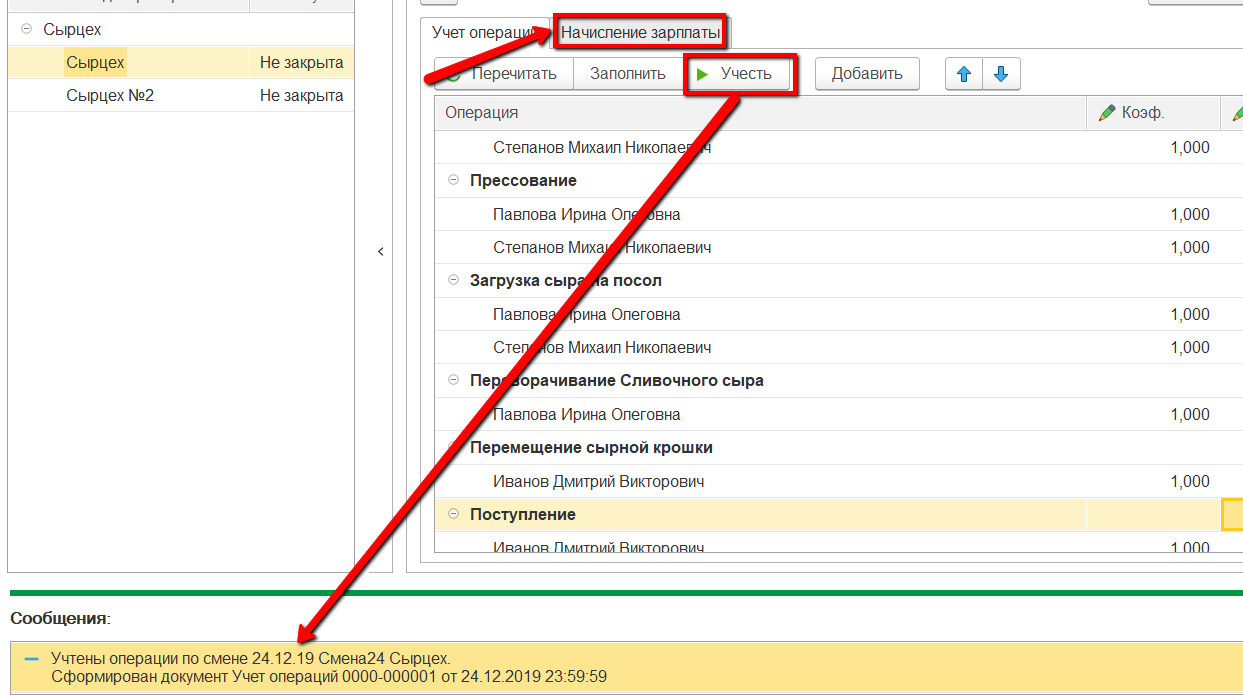 Сырцех
Сырцех Не закрыта
Сырцех №2 Не закрыта
Учет операций Начисление зарплаты
Перечитать Заполнить Учесть Добавить
Операция Коэф.
Степанов Михаил Николаевич 1,000
Прессование
Павлова Ирина Олеговна 1,000
Степанов Михаил Николаевич 1,000
Загрузка сыра на посол
Павлова Ирина Олеговна 1,000
Степанов Михаил Николаевич 1,000
Переворачивание Сливочного сыра
Павлова Ирина Олеговна 1,000
Перемещение сырной крошки
Иванов Дмитрий Викторович 1,000
Поступление
Иванов Дмитрий Викторович 1,000
Сообщения:
Учтены операции по смене 24.12.19 Смена24 Сырцех.
Сформирован документ Учет операций 0000-000001 от 24.12.2019 23:59:59